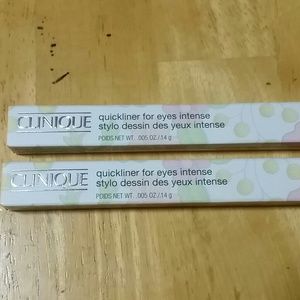 CLINIQUE
quickliner for eyes intense
stylo dessin des yeux intense
POIDS NET WT. .005 OZ./.14 g
CLINIQUE
quickliner for eyes intense
stylo dessin des yeux intense
POIDS NET WT. .005 OZ./.14 g